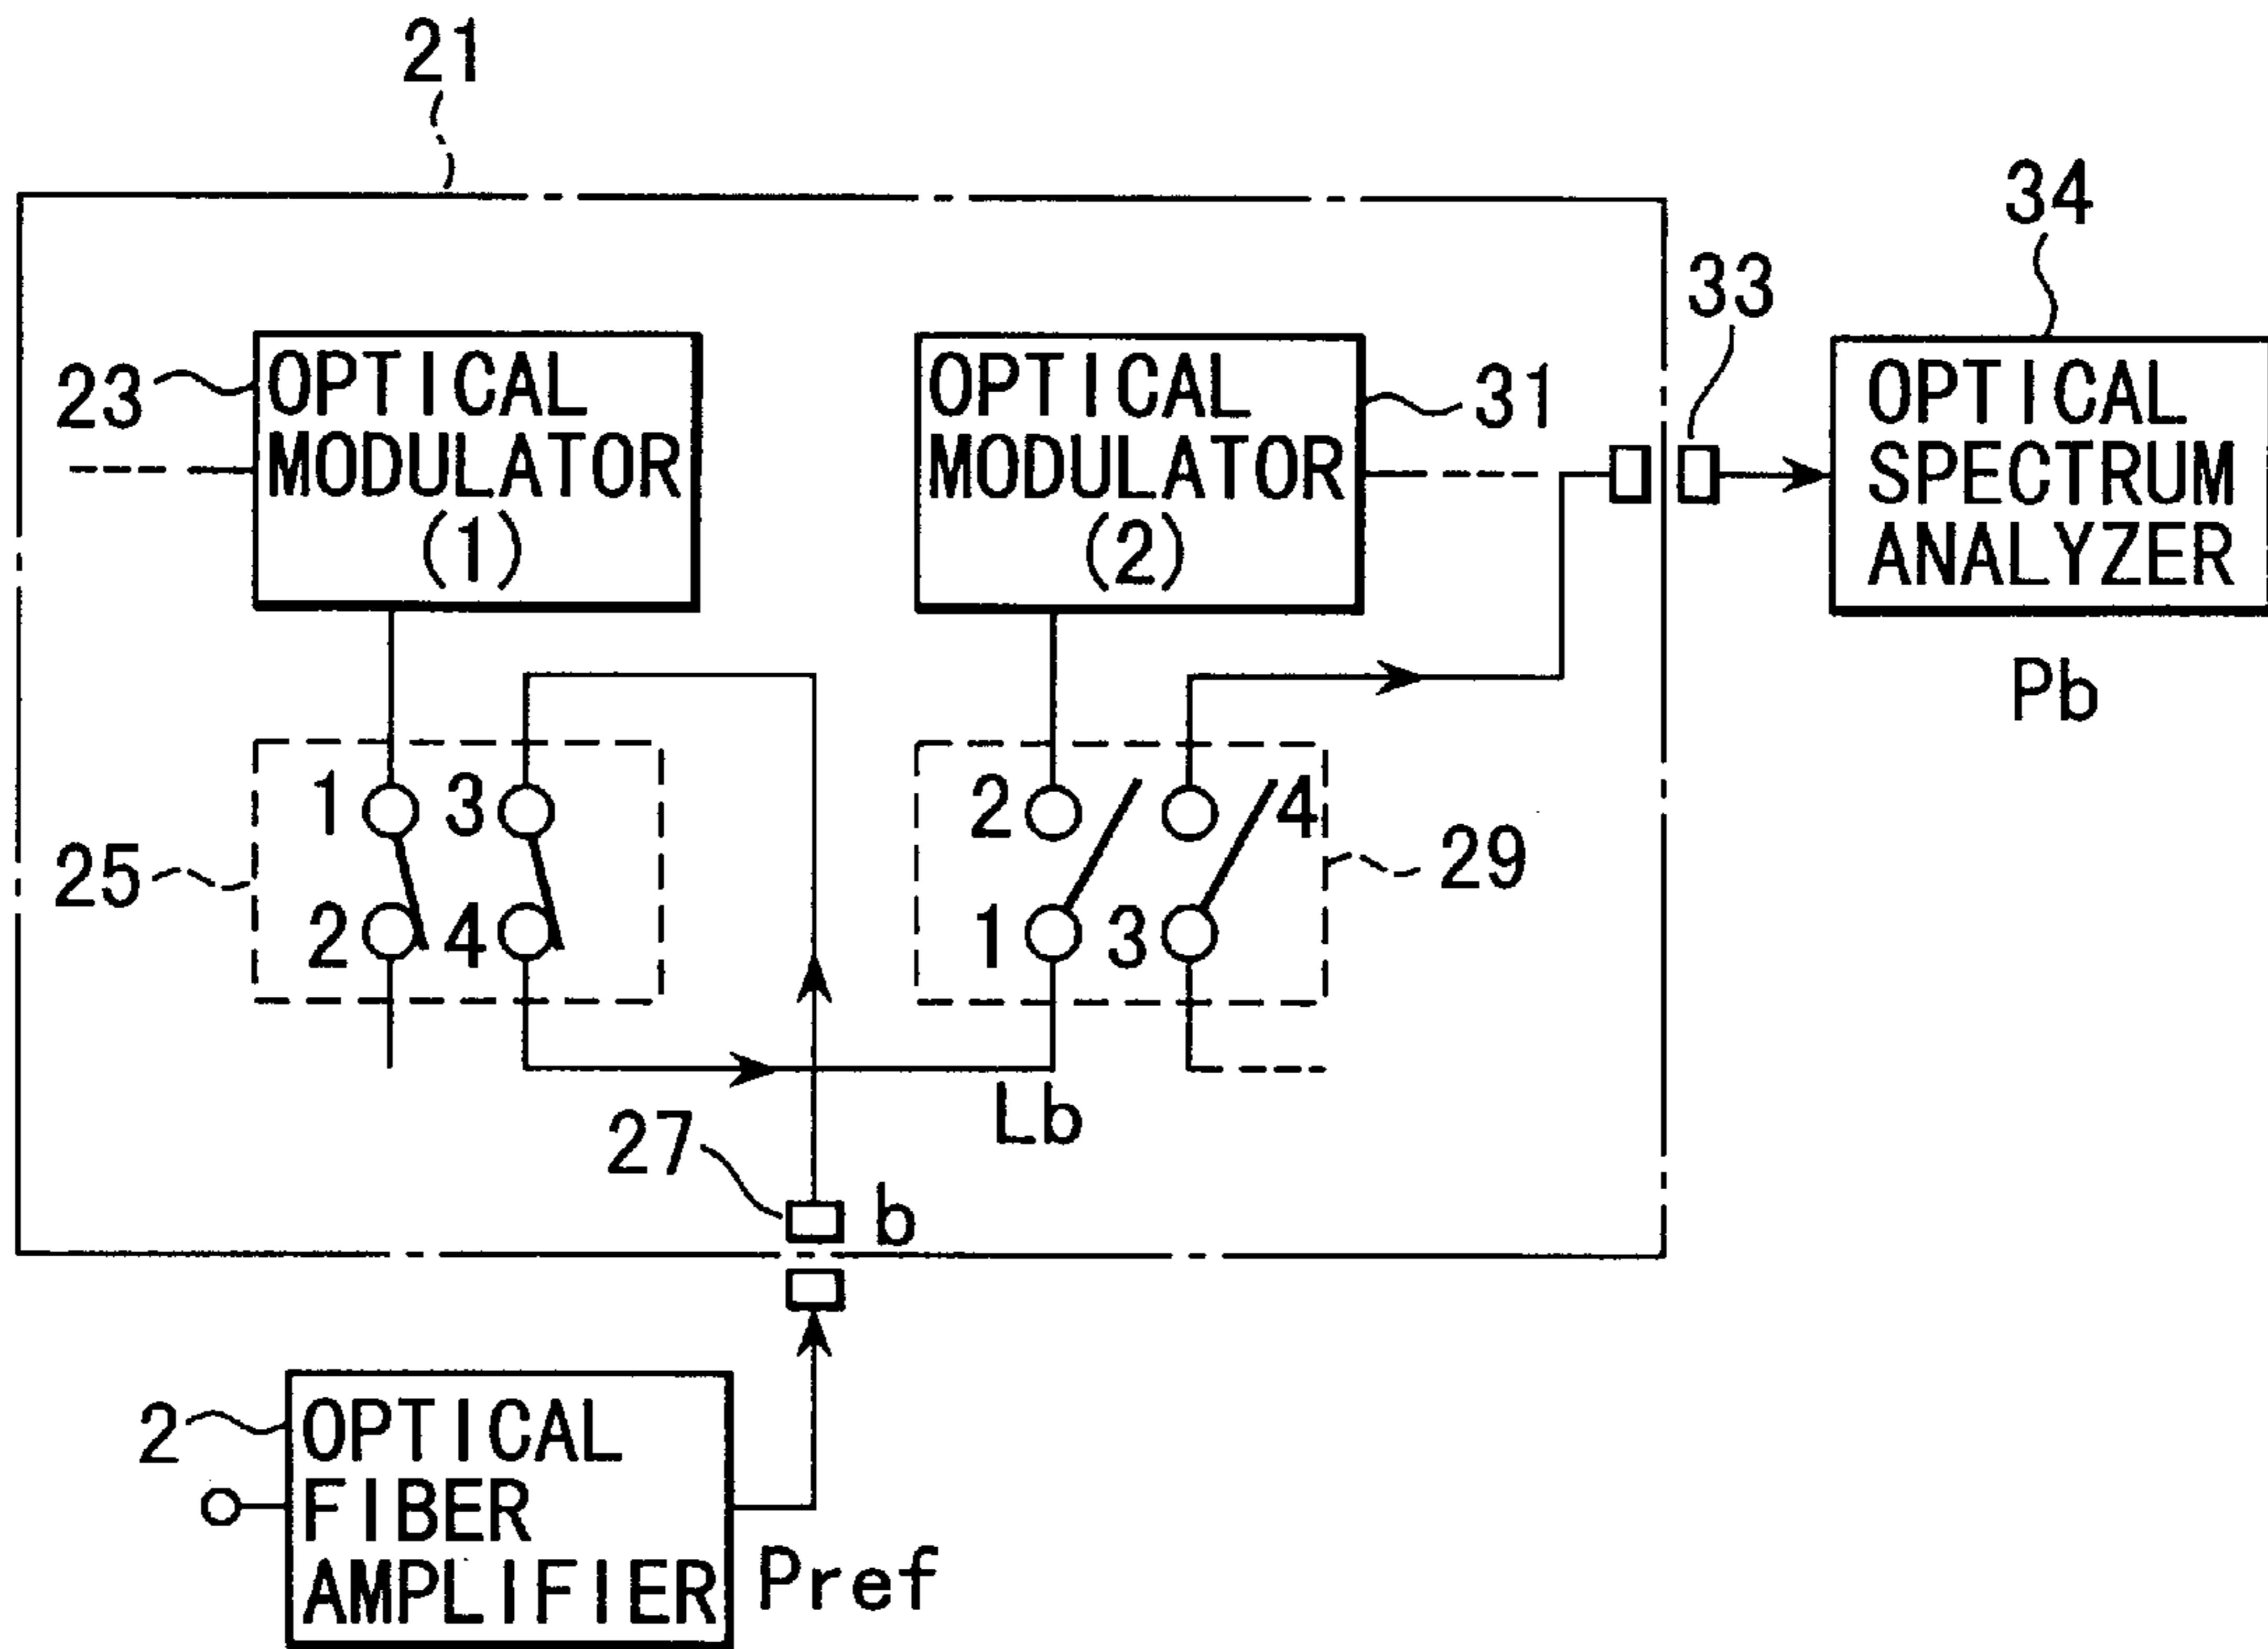 21
34
33
23
OPTICAL
MODULATOR
(1)
OPTICAL
MODULATOR
(2)
31
OPTICAL
SPECTRUM
ANALYZER
Pb
1
3
2
4
25
2
4
1
3
29
Lb
27
b
2
OPTICAL
FIBER
AMPLIFIER
Pref